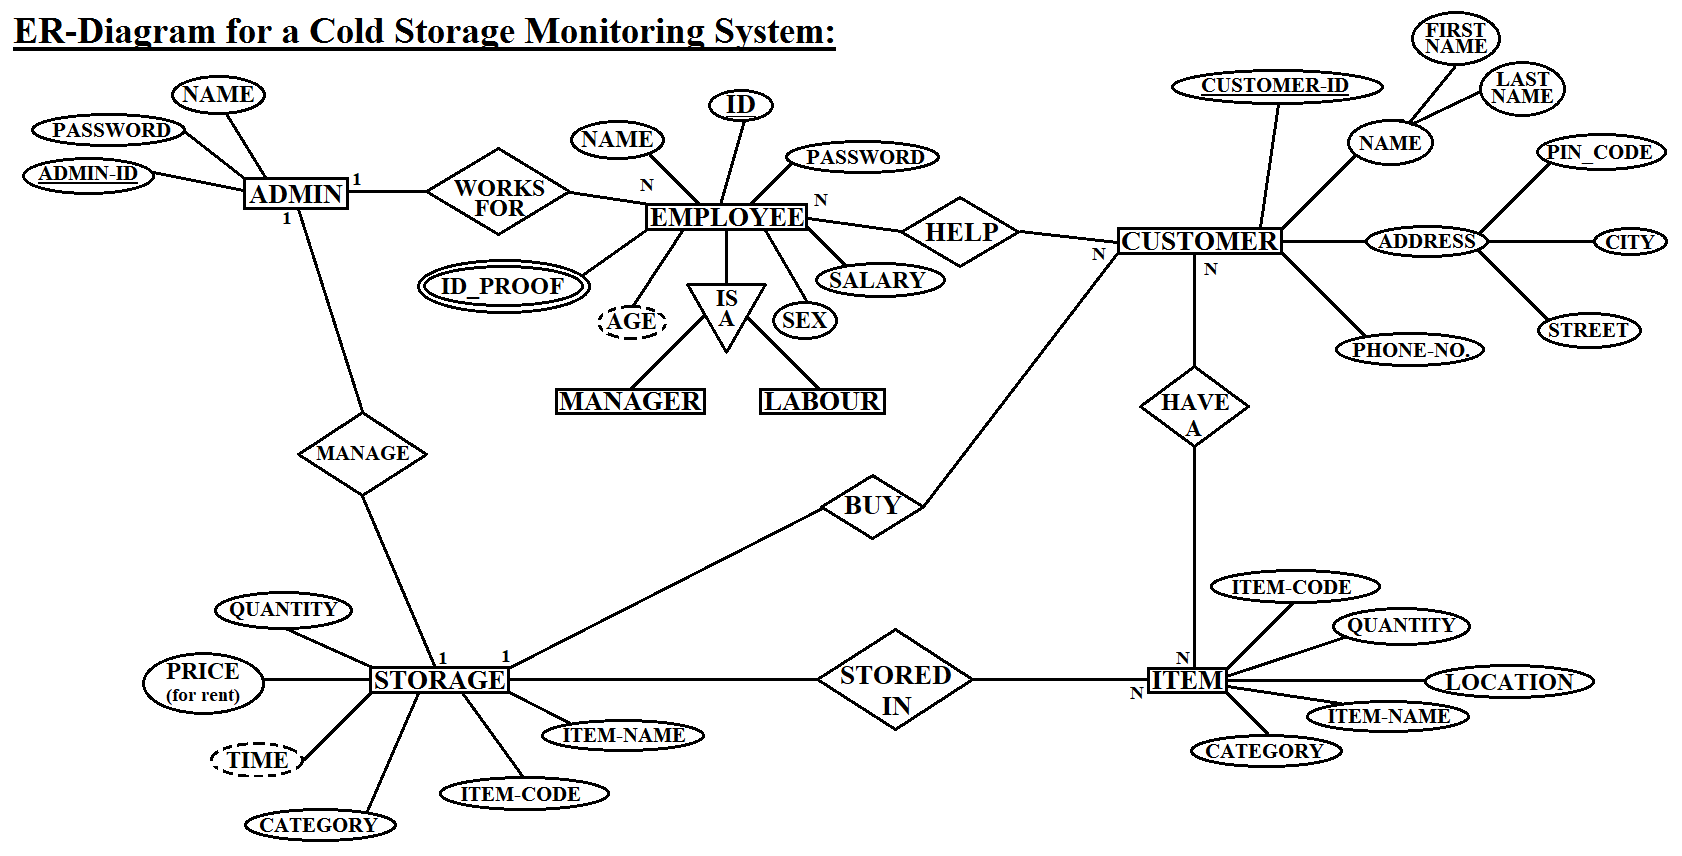 ER-Diagram for a Cold Storage Monitoring System:
FIRST
NAME
LAST
NAME
CUSTOMER-ID
NAME
PIN_CODE
ADDRESS
CITY
STREET
PHONE-NO.
NAME
PASSWORD
ADMIN-ID
ADMIN
1
1
WORKS
FOR
N
NAME
ID
PASSWORD
EMPLOYEE
N
ID_PROOF
AGE
IS
A
SEX
SALARY
MANAGER
LABOUR
HELP
N
CUSTOMER
N
HAVE
A
MANAGE
BUY
QUANTITY
PRICE
(for rent)
TIME
CATEGORY
ITEM-CODE
ITEM-NAME
1
1
STORAGE
STORED
IN
N
N
ITEM
ITEM-CODE
QUANTITY
LOCATION
ITEM-NAME
CATEGORY